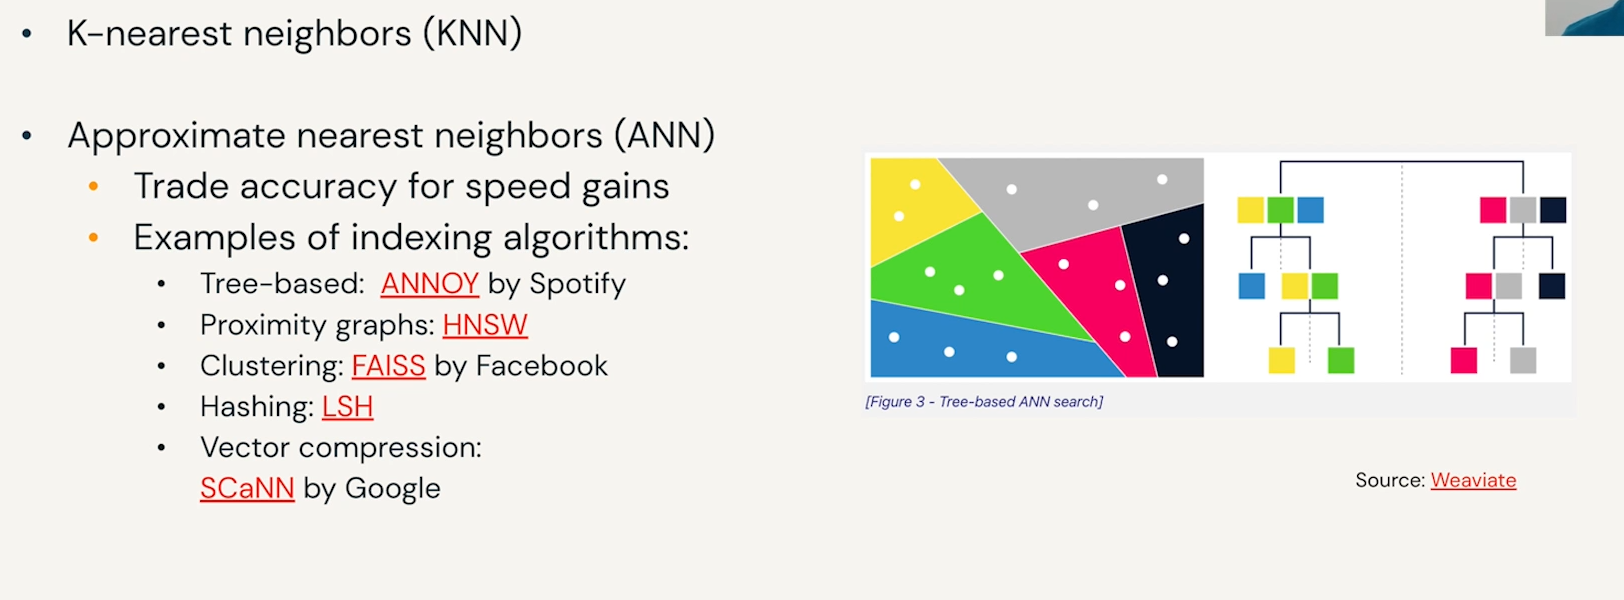 K-nearest neighbors (KNN)
Approximate nearest neighbors (ANN)
Trade accuracy for speed gains
Examples of indexing algorithms:
Tree-based: ANNOY by Spotify
Proximity graphs: HNSW
Clustering: FAISS by Facebook
Hashing: LSH
Vector compression:
SCaNN by Google
[Figure 3 - Tree-based ANN search]
Source: Weaviate